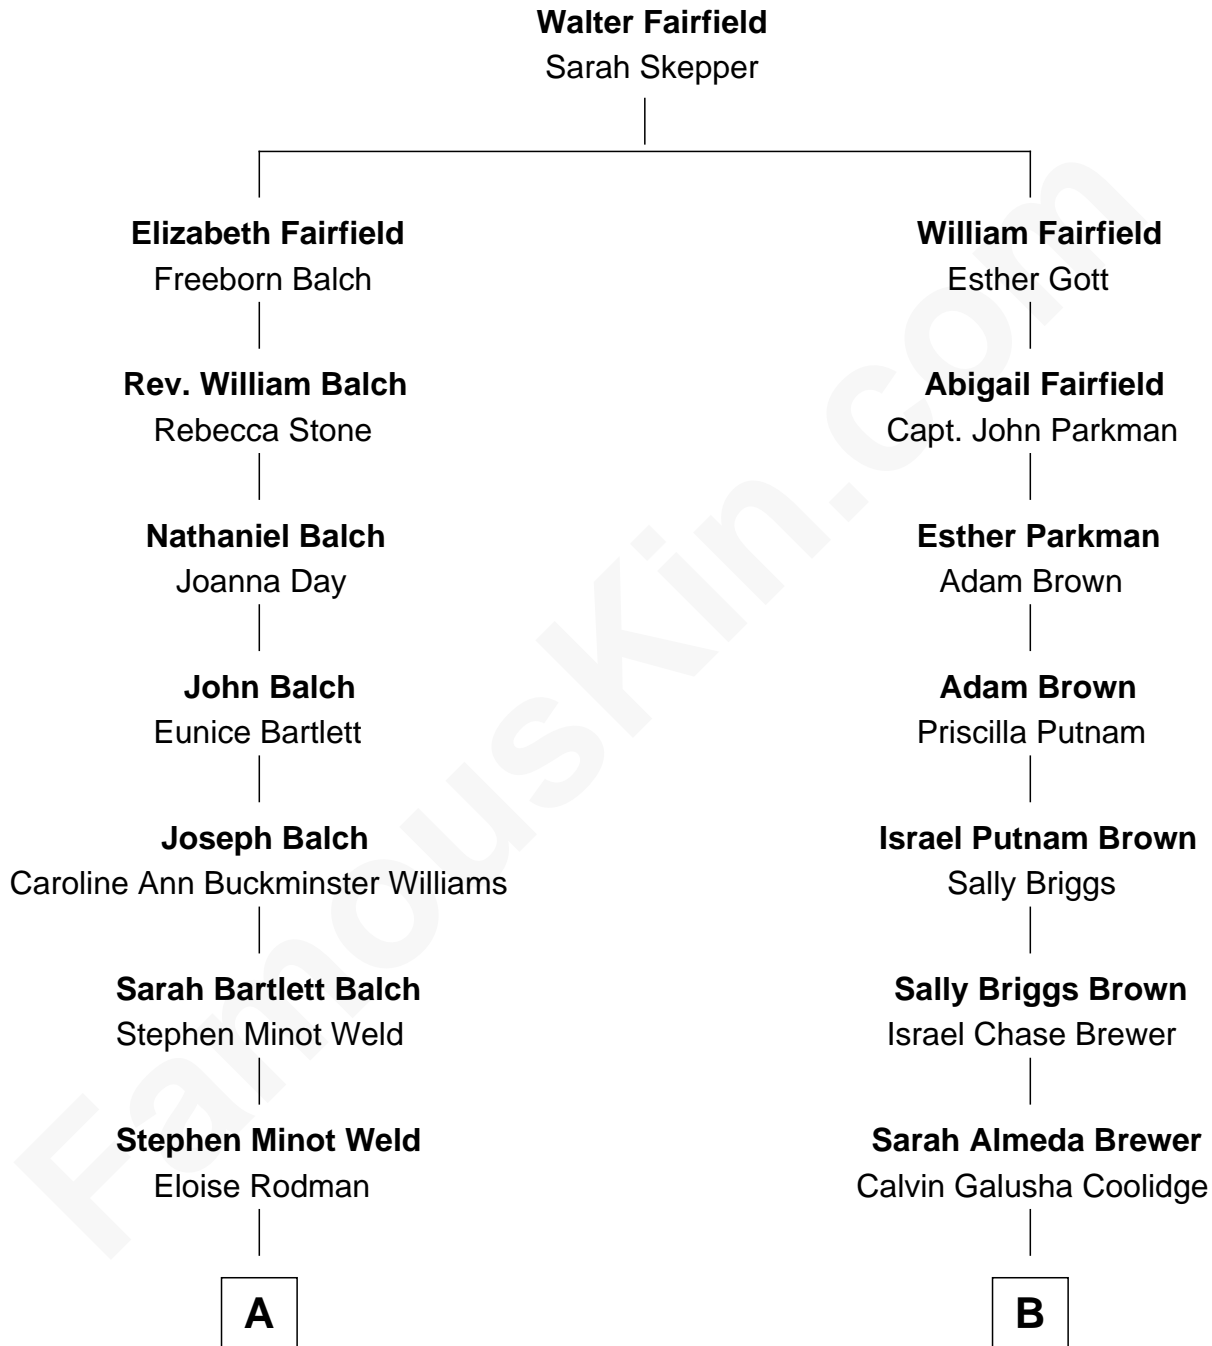 Walter Fairfield
Sarah Skepper
Elizabeth Fairfield
Freeborn Balch
William Fairfield
Esther Gott
Rev. William Balch
Rebecca Stone
Abigail Fairfield
Capt. John Parkman
Nathaniel Balch
Joanna Day
Esther Parkman
Adam Brown
John Balch
Eunice Bartlett
Adam Brown
Priscilla Putnam
Joseph Balch
Caroline Ann Buckminster Williams
Israel Putnam Brown
Sally Briggs
Sarah Bartlett Balch
Stephen Minot Weld
Sally Briggs Brown
Israel Chase Brewer
Stephen Minot Weld
Eloise Rodman
Sarah Almeda Brewer
Calvin Galusha Coolidge
A
B
FamousKin.com